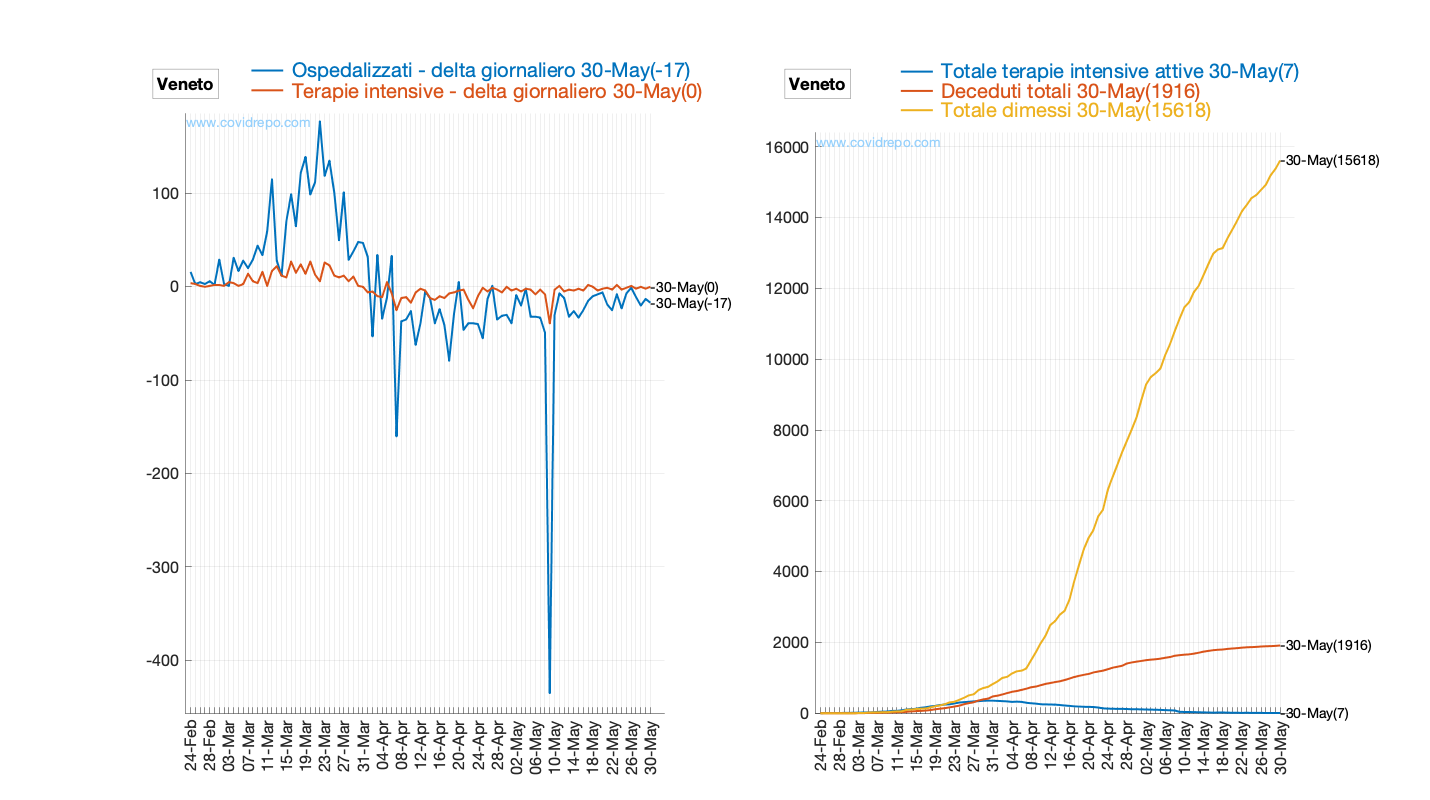 Veneto
Ospedalizzati - delta giornaliero 30-May(-17)
Terapie intensive - delta giornaliero 30-May(0)
www.covidrepo.com
100
0
-100
-200
-300
-400
30-May(0)
30-May(-17)
24-Feb
28-Feb
03-Mar
07-Mar
11-Mar
15-Mar
19-Mar
23-Mar
27-Mar
31-Mar
04-Apr
08-Apr
12-Apr
16-Apr
20-Apr
24-Apr
28-Apr
02-May
06-May
10-May
14-May
18-May
22-May
26-May
30-May
Veneto
Totale terapie intensive attive 30-May(7)
Deceduti totali 30-May(1916)
Totale dimessi 30-May(15618)
www.covidrepo.com
16000
14000
12000
10000
8000
6000
4000
2000
0
30-May(15618)
30-May(1916)
30-May(7)
24-Feb
28-Feb
03-Mar
07-Mar
11-Mar
15-Mar
19-Mar
23-Mar
27-Mar
31-Mar
04-Apr
08-Apr
12-Apr
16-Apr
20-Apr
24-Apr
28-Apr
02-May
06-May
10-May
14-May
18-May
22-May
26-May
30-May